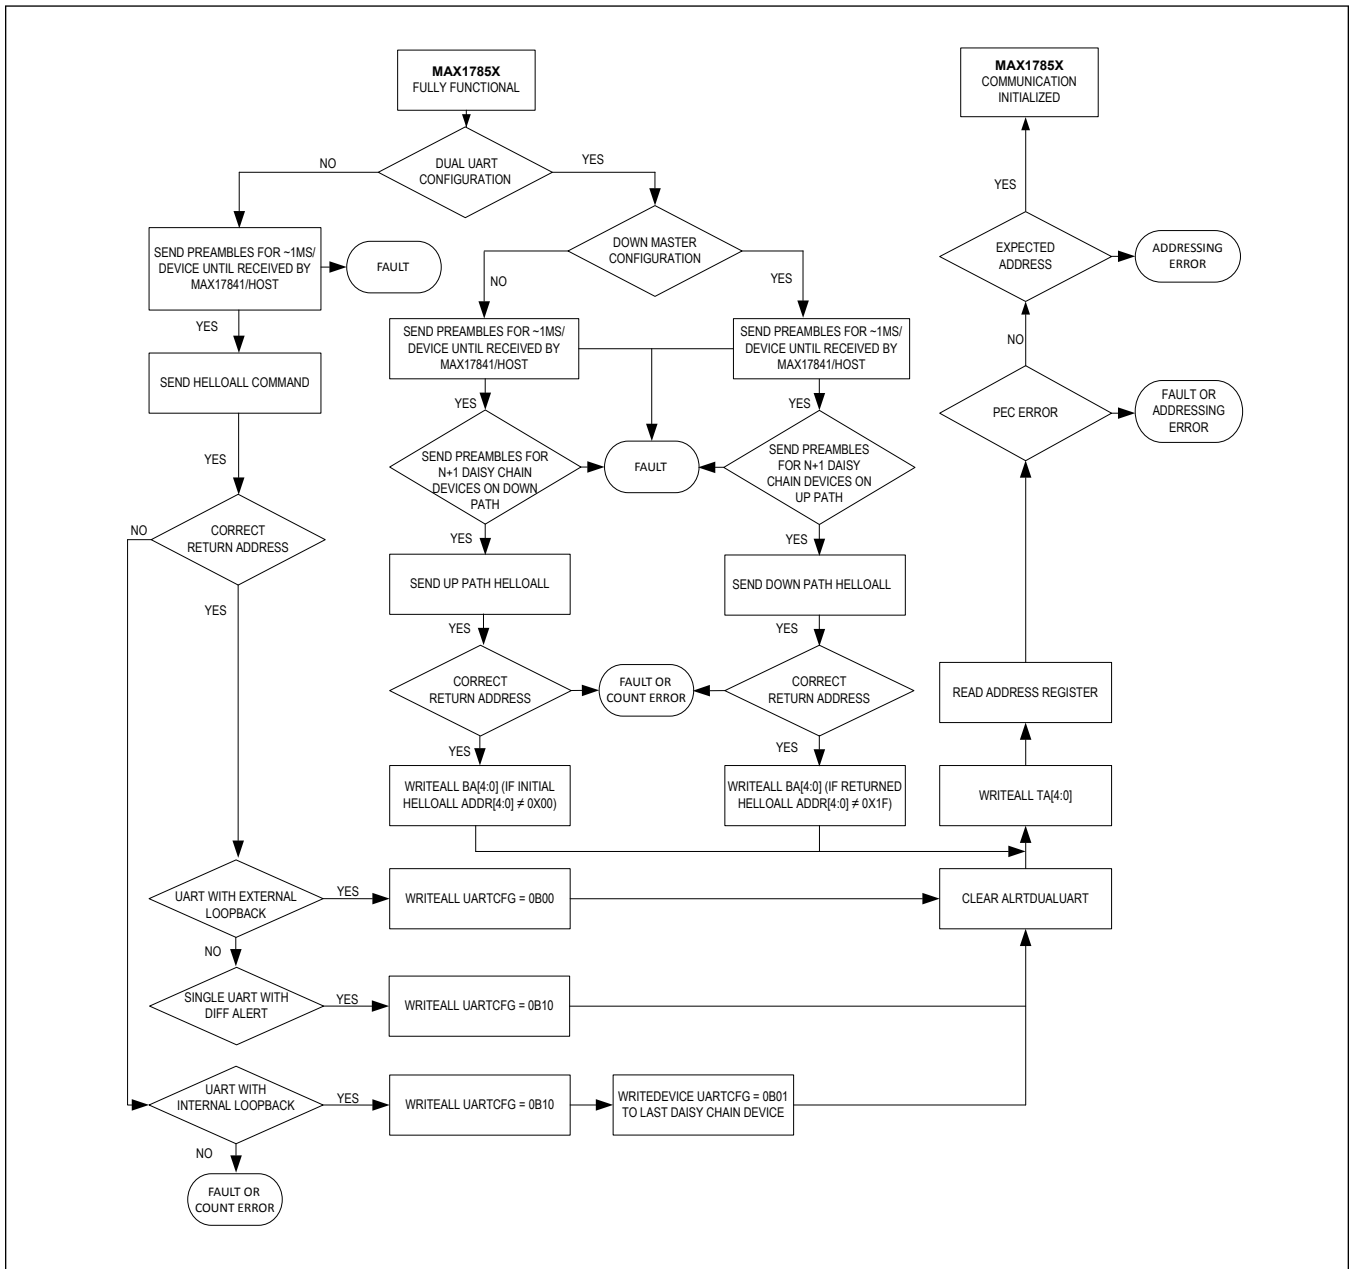 MAX1785X
FULLY FUNCTIONAL
MAX1785X
COMMUNICATION
INITIALIZED
NO
DUAL UART
CONFIGURATION
YES
YES
SEND PREAMBLES FOR ~1MS/
DEVICE UNTIL RECEIVED BY
MAX17841/HOST
FAULT
DOWN MASTER
CONFIGURATION
NO
YES
EXPECTED
ADDRESS
ADDRESSING
ERROR
YES
SEND PREAMBLES FOR ~1MS/
DEVICE UNTIL RECEIVED BY
MAX17841/HOST
SEND PREAMBLES FOR ~1MS/
DEVICE UNTIL RECEIVED BY
MAX17841/HOST
NO
SEND HELLOALL COMMAND
YES
YES
PEC ERROR
FAULT OR
ADDRESSING
ERROR
YES
SEND PREAMBLES FOR
N+1 DAISY CHAIN
DEVICES ON DOWN
PATH
FAULT
SEND PREAMBLES
FOR N+1 DAISY
CHAIN DEVICES ON
UP PATH
NO
CORRECT
RETURN ADDRESS
YES
YES
SEND UP PATH HELLOALL
SEND DOWN PATH HELLOALL
YES
YES
YES
CORRECT
RETURN ADDRESS
FAULT OR
COUNT ERROR
CORRECT
RETURN ADDRESS
READ ADDRESS REGISTER
YES
YES
WRITEALL BA[4:0] (IF INITIAL
HELLOALL ADDR[4:0] ≠ 0X00)
WRITEALL BA[4:0] (IF RETURNED
HELLOALL ADDR[4:0] ≠ 0X1F)
WRITEALL TA[4:0]
UART WITH EXTERNAL
LOOPBACK
YES
WRITEALL UARTCFG = 0B00
CLEAR ALRTDUALUART
NO
SINGLE UART WITH
DIFF ALERT
YES
WRITEALL UARTCFG = 0B10
UART WITH
INTERNAL LOOPBACK
YES
WRITEALL UARTCFG = 0B10
WRITEDEVICE UARTCFG = 0B01
TO LAST DAISY CHAIN DEVICE
NO
FAULT OR
COUNT ERROR